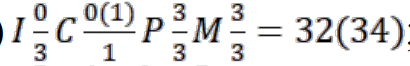 ) I 0/3 C 0(1)/1 P 3/3 M 3/3 = 32(34);